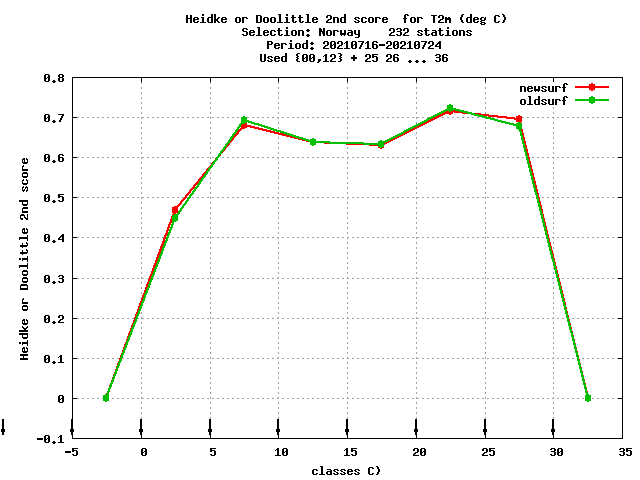 Heidke or Doolittle 2nd score  for T2m (deg C)
Selection: Norway    232 stations
Period: 20210716-20210724
Used {00,12} + 25 26 ... 36
newsurf
oldsurf
Heidke or Doolittle 2nd score
0.8
0.7
0.6
0.5
0.4
0.3
0.2
0.1
0
-0.1
-5 0 5 10 15 20 25 30 35
classes C)